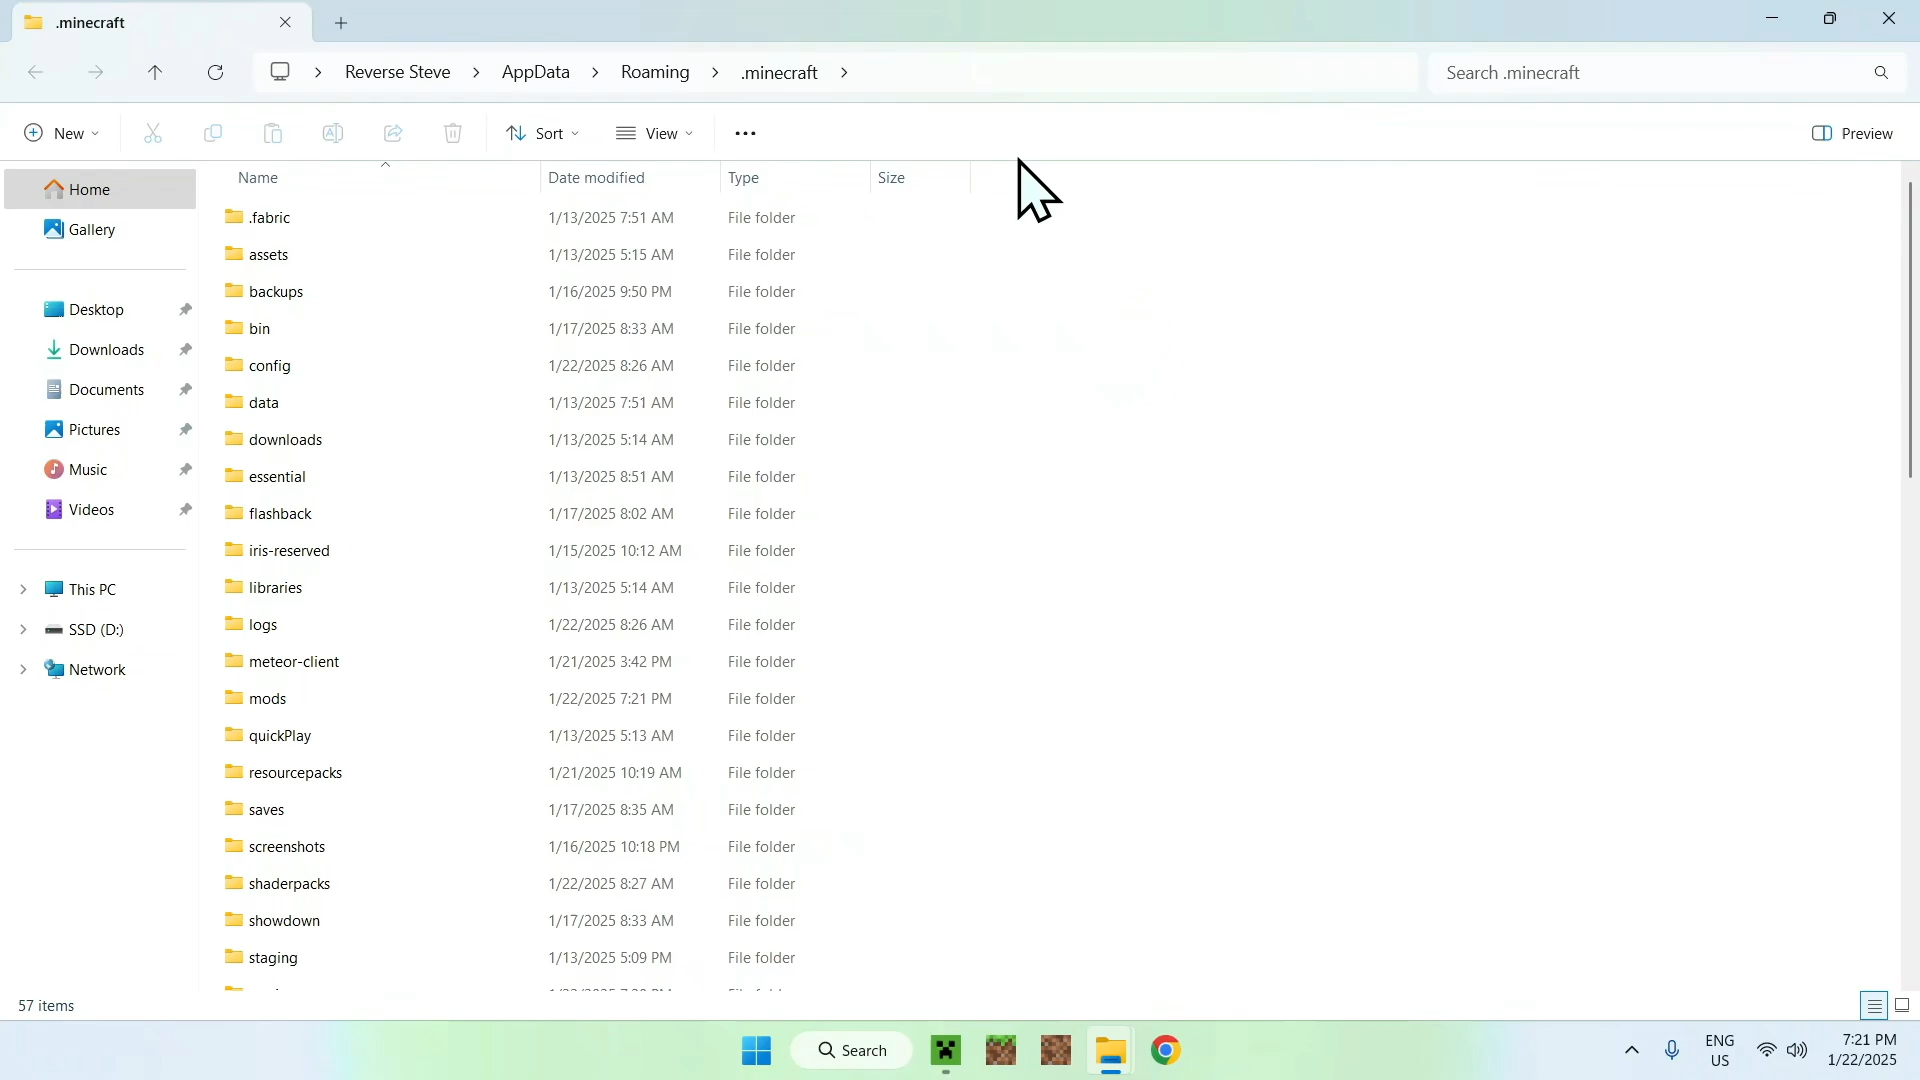 .minecraft
Reverse Steve AppData Roaming .minecraft
Search .minecraft
New Sort View Preview
Name Date modified Type Size
Home
Gallery
Desktop
Downloads
Documents
Pictures
Music
Videos
This PC
SSD (D:)
Network
.fabric 1/13/2025 7:51 AM File folder
assets 1/13/2025 5:15 AM File folder
backups 1/16/2025 9:50 PM File folder
bin 1/17/2025 8:33 AM File folder
config 1/22/2025 8:26 AM File folder
data 1/13/2025 7:51 AM File folder
downloads 1/13/2025 5:14 AM File folder
essential 1/13/2025 8:51 AM File folder
flashback 1/17/2025 8:02 AM File folder
iris-reserved 1/15/2025 10:12 AM File folder
libraries 1/13/2025 5:14 AM File folder
logs 1/22/2025 8:26 AM File folder
meteor-client 1/21/2025 3:42 PM File folder
mods 1/22/2025 7:21 PM File folder
quickPlay 1/13/2025 5:13 AM File folder
resourcepacks 1/21/2025 10:19 AM File folder
saves 1/17/2025 8:35 AM File folder
screenshots 1/16/2025 10:18 PM File folder
shaderpacks 1/22/2025 8:27 AM File folder
showdown 1/17/2025 8:33 AM File folder
staging 1/13/2025 5:09 PM File folder
57 items
Search
ENG
US
7:21 PM
1/22/2025